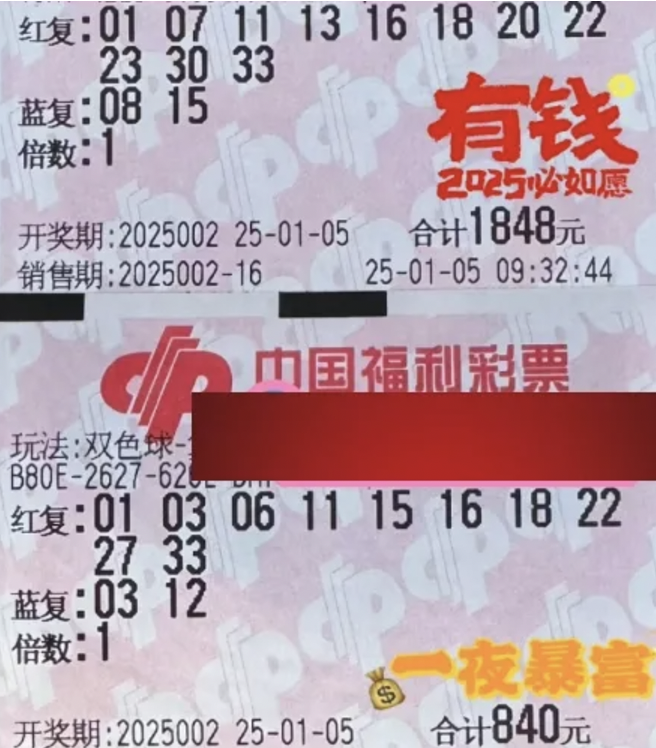 红复:01 07 11 13 16 18 20 22
23 30 33
蓝复:08 15
倍数:1
有钱
2025必如愿
开奖期:2025002 25-01-05 合计1848元
销售期:2025002-16 25-01-05 09:32:44
中国福利彩票
玩法:双色球-
B80E-2627-62
红复:01 03 06 11 15 16 18 22
27 33
蓝复:03 12
倍数:1
一夜暴富
开奖期:2025002 25-01-05 合计840元